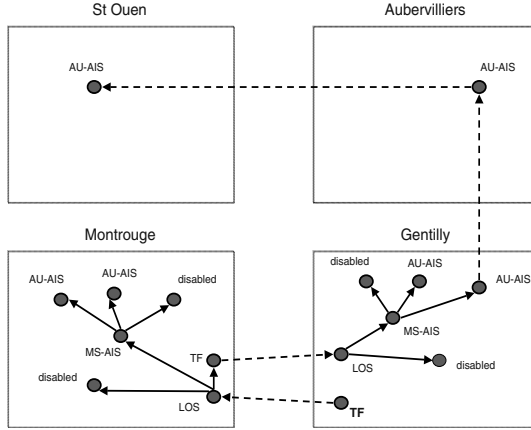 St Ouen
Aubervilliers
AU-AIS
AU-AIS
Montrouge
Gentilly
AU-AIS
AU-AIS
disabled
MS-AIS
disabled
TF
LOS
disabled
AU-AIS
AU-AIS
MS-AIS
LOS
disabled
TF